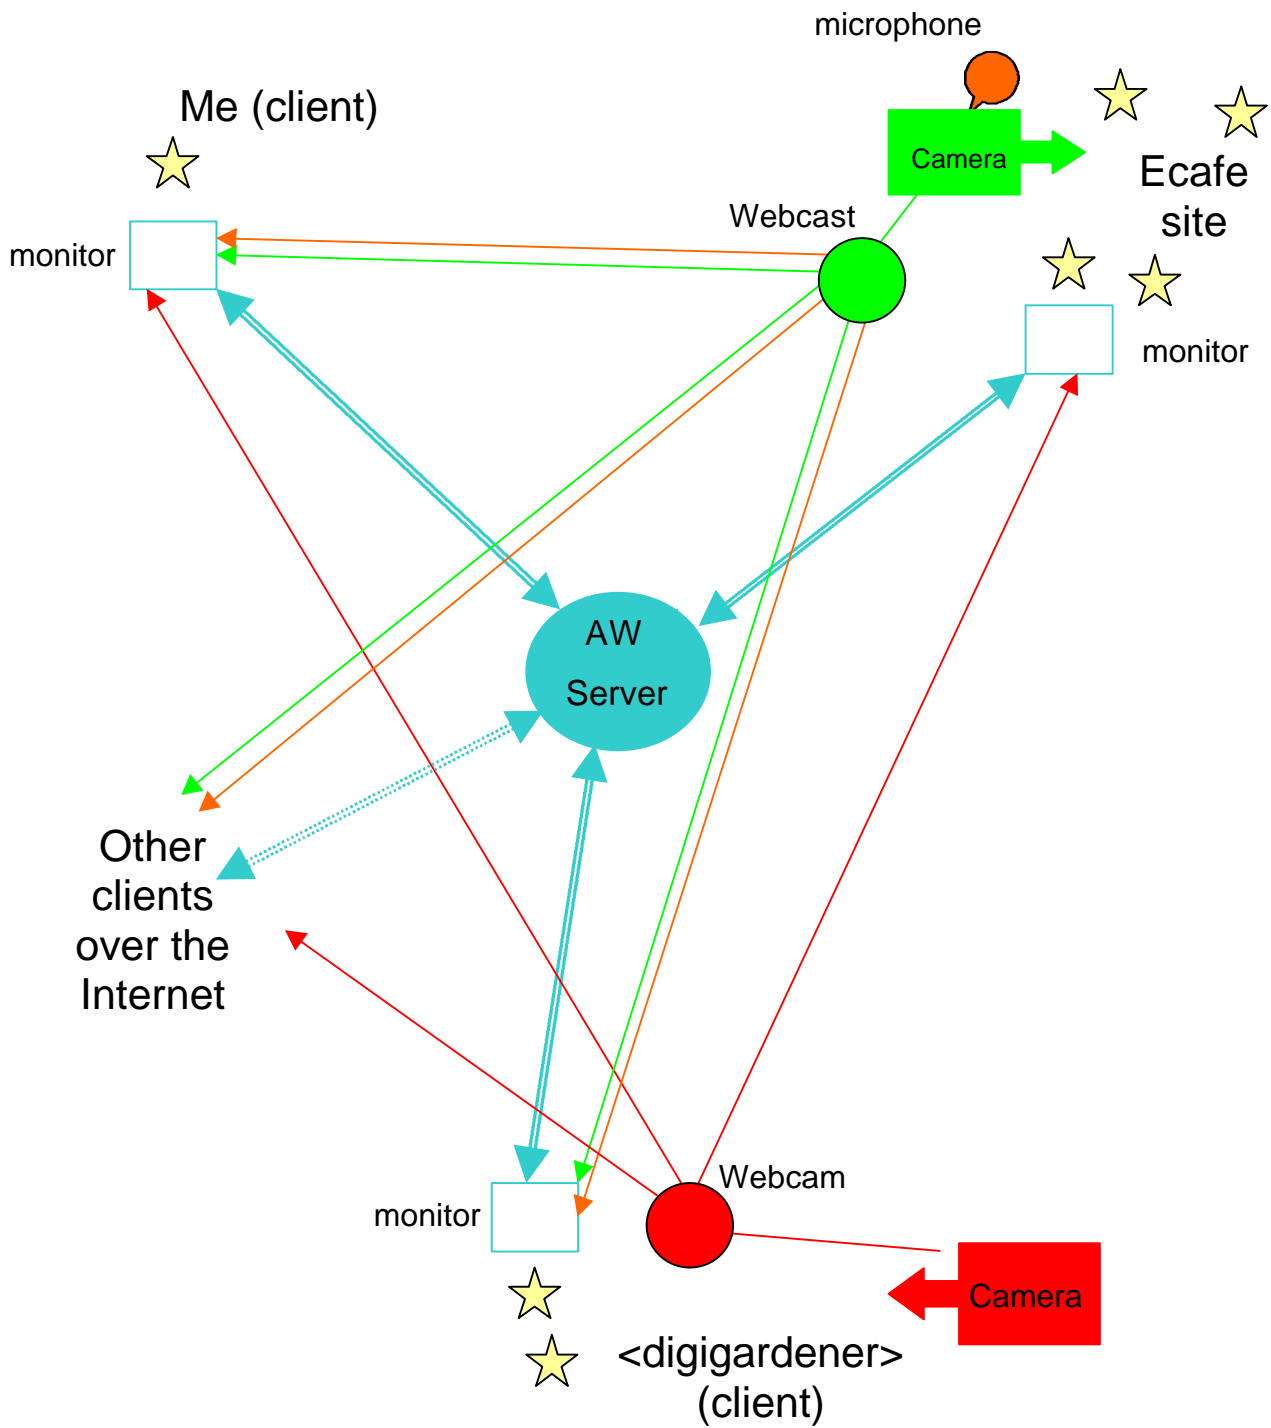 microphone
Me (client)
Camera
Ecafe
site
Webcast
monitor
monitor
AW
Server
Other
clients
over the
Internet
Webcam
monitor
Camera
<digigardener>
(client)